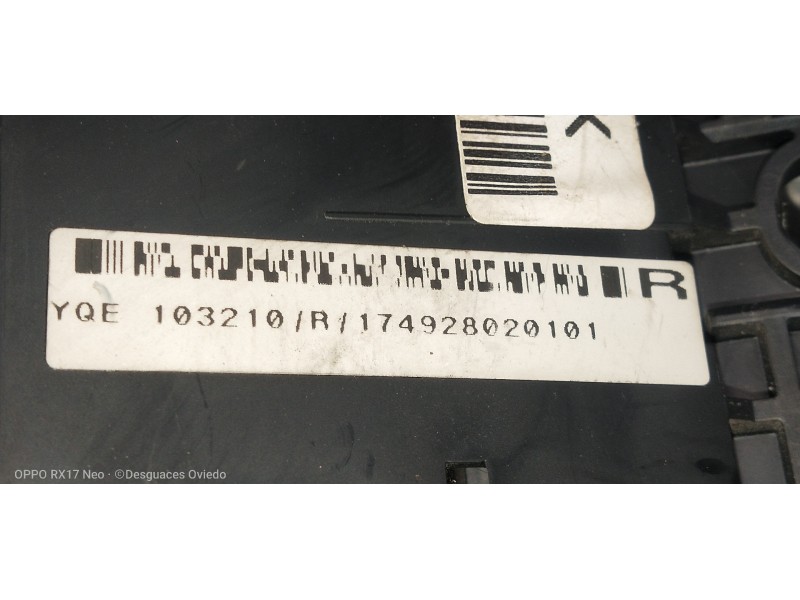 K
R
YQE 103210/R/174928020101
OPPO RX17 Neo · ©Desguaces Oviedo